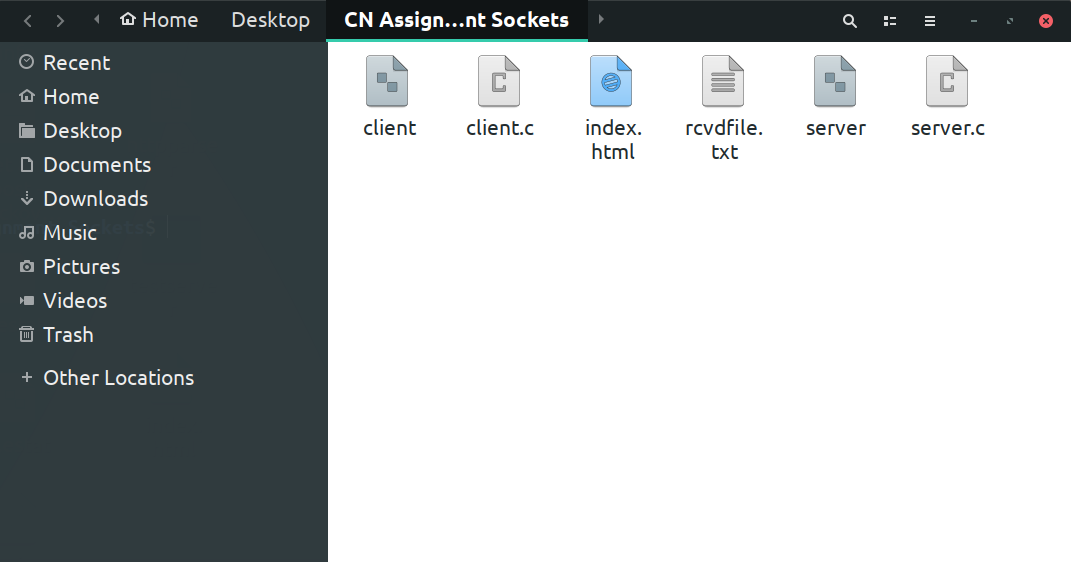 Home
Desktop
CN Assign...nt Sockets
Recent
Home
Desktop
Documents
Downloads
Music
Pictures
Videos
Trash
Other Locations
client
client.c
index.
html
rcvdfile.
txt
server
server.c